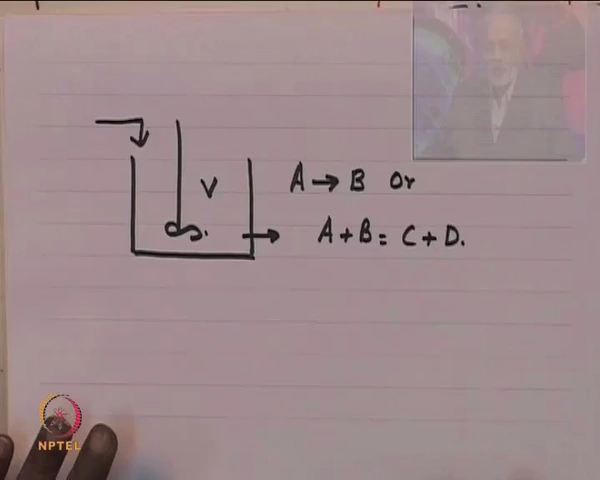 V
A → B Or
A + B = C + D.
NPTEL